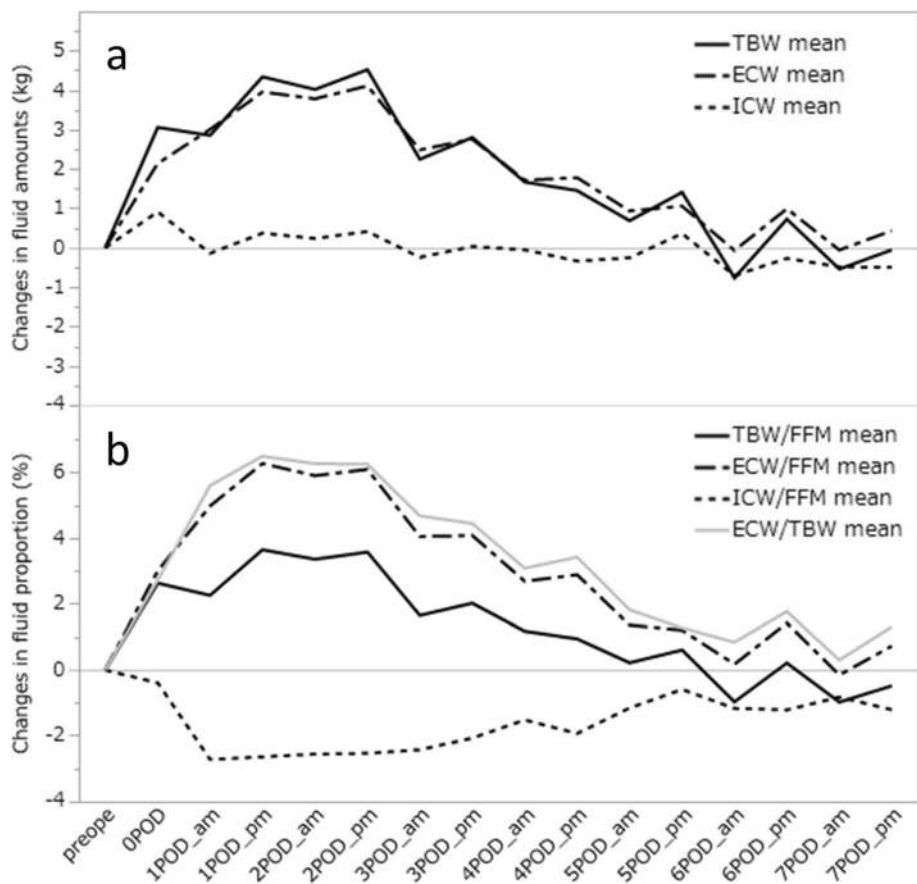 a
TBW mean
ECW mean
ICW mean
Changes in fluid amounts (kg)
5
4
3
2
1
0
-1
-2
-3
-4
b
TBW/FFM mean
ECW/FFM mean
ICW/FFM mean
ECW/TBW mean
Changes in fluid proportion (%)
6
4
2
0
-2
-4
preope
0POD
1POD_am
1POD_pm
2POD_am
2POD_pm
3POD_am
3POD_pm
4POD_am
4POD_pm
5POD_am
5POD_pm
6POD_am
6POD_pm
7POD_am
7POD_pm